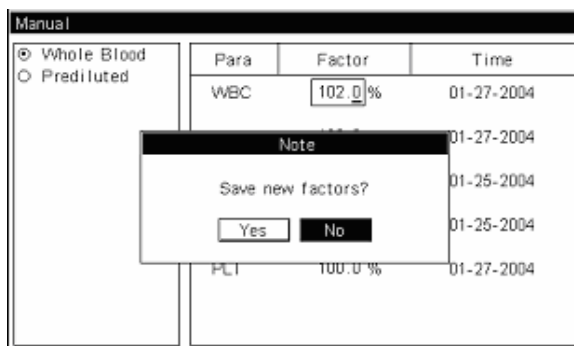 Manual
Whole Blood
Prediluted
Para Factor Time
WBC 102.0 % 01-27-2004
01-27-2004
Note
Save new factors?
01-25-2004
Yes No
01-25-2004
PLT 100.0 % 01-27-2004